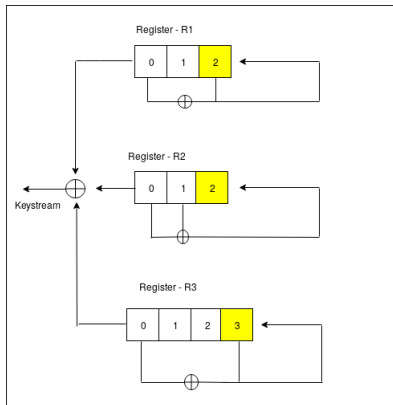 Register - R1
0 1 2
Register - R2
0 1 2
Keystream
Register - R3
0 1 2 3